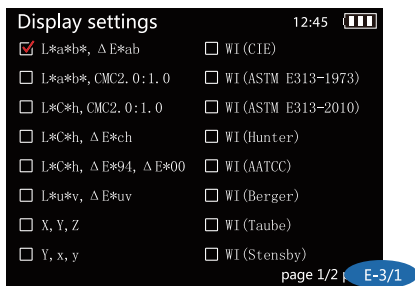 Display settings 12:45
L*a*b*, ΔE*ab
WI(CIE)
L*a*b*,CMC2.0:1.0
WI(ASTM E313-1973)
L*C*h,CMC2.0:1.0
WI(ASTM E313-2010)
L*C*h, ΔE*ch
WI(Hunter)
L*C*h, ΔE*94, ΔE*00
WI(AATCC)
L*u*v, ΔE*uv
WI(Berger)
X,Y,Z
WI(Taube)
Y,x,y
WI(Stensby)
page 1/2
E-3/1